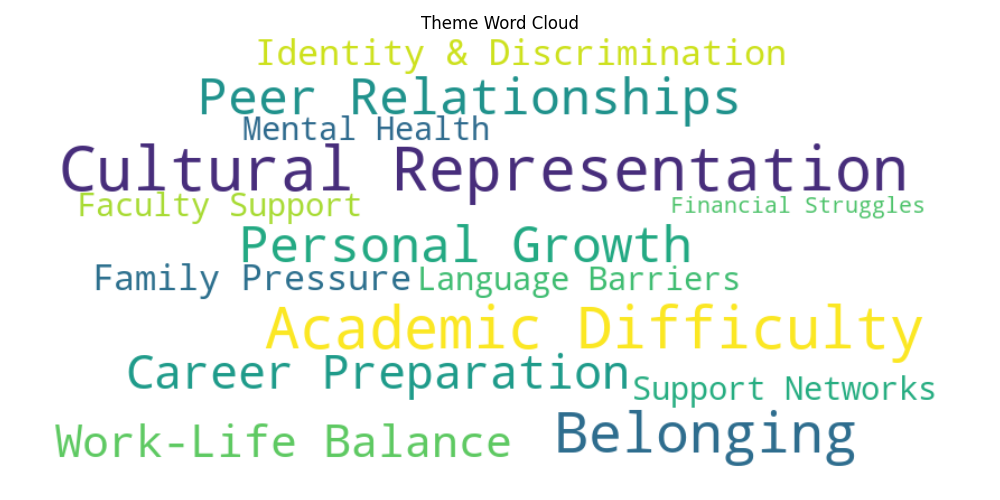 Theme Word Cloud
Identity & Discrimination
Peer Relationships
Mental Health
Cultural Representation
Faculty Support
Financial Struggles
Personal Growth
Family Pressure
Language Barriers
Academic Difficulty
Career Preparation
Support Networks
Work-Life Balance
Belonging